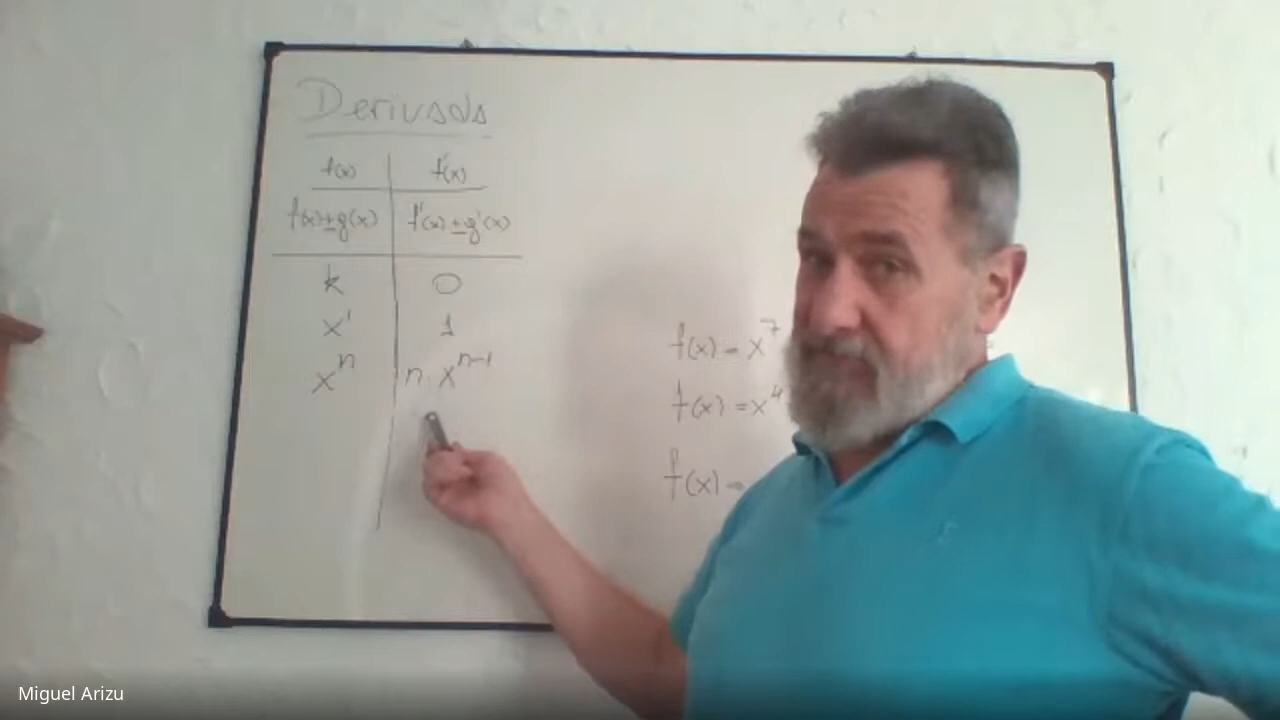 Derivada
f(x) f'(x)
f(x)±g(x) f'(x)±g'(x)
k 0
x¹ 1
xⁿ n·xⁿ⁻¹
f(x) = x⁷
f(x) = x⁴
f(x) =
Miguel Arizu